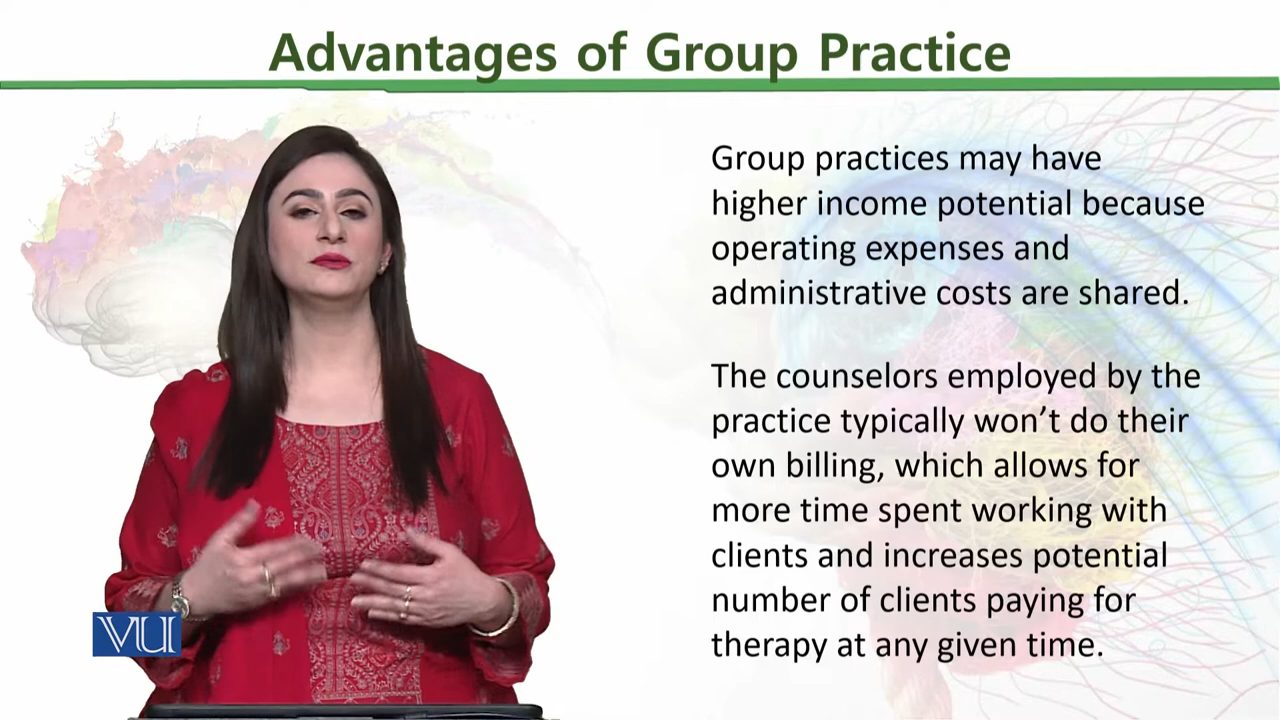 Advantages of Group Practice
Group practices may have
higher income potential because
operating expenses and
administrative costs are shared.
The counselors employed by the
practice typically won’t do their
own billing, which allows for
more time spent working with
clients and increases potential
number of clients paying for
therapy at any given time.
VU